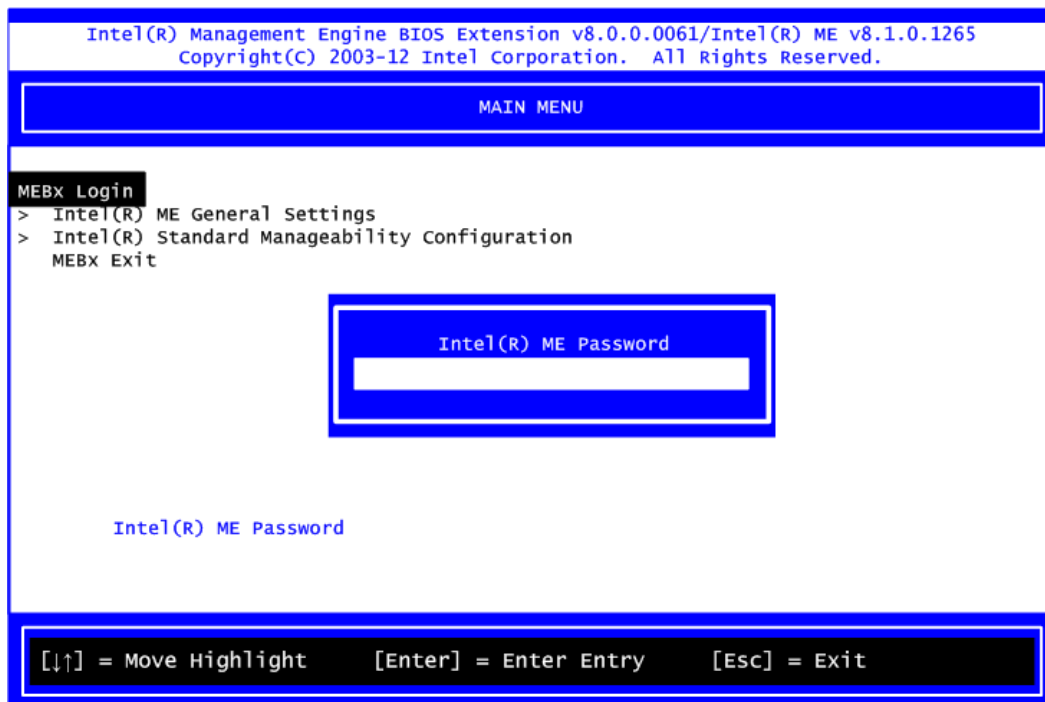 Intel(R) Management Engine BIOS Extension v8.0.0.0061/Intel(R) ME v8.1.0.1265
Copyright(C) 2003-12 Intel Corporation. All Rights Reserved.
MAIN MENU
MEBx Login
> Intel(R) ME General Settings
> Intel(R) Standard Manageability Configuration
MEBx Exit
Intel(R) ME Password
Intel(R) ME Password
[↓↑] = Move Highlight [Enter] = Enter Entry [Esc] = Exit